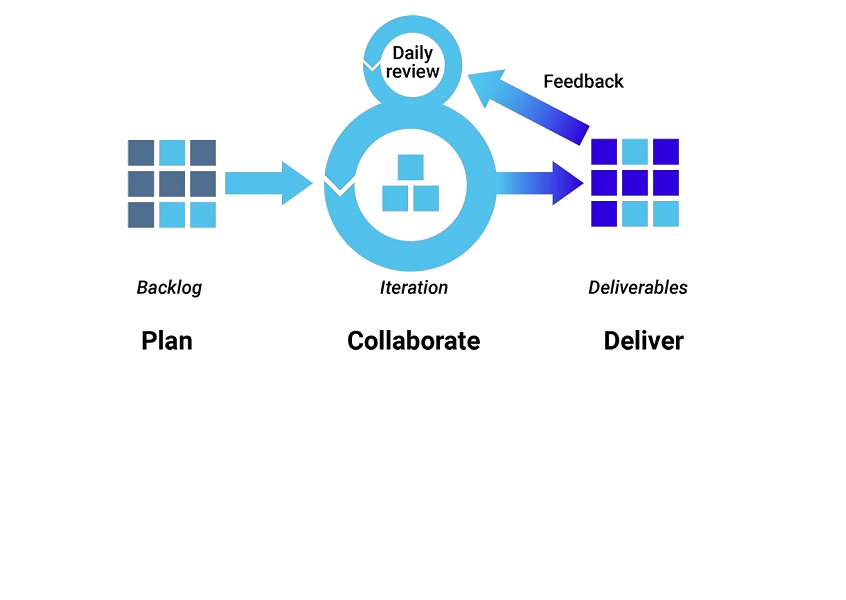 Daily
review
Feedback
Backlog
Iteration
Deliverables
Plan
Collaborate
Deliver